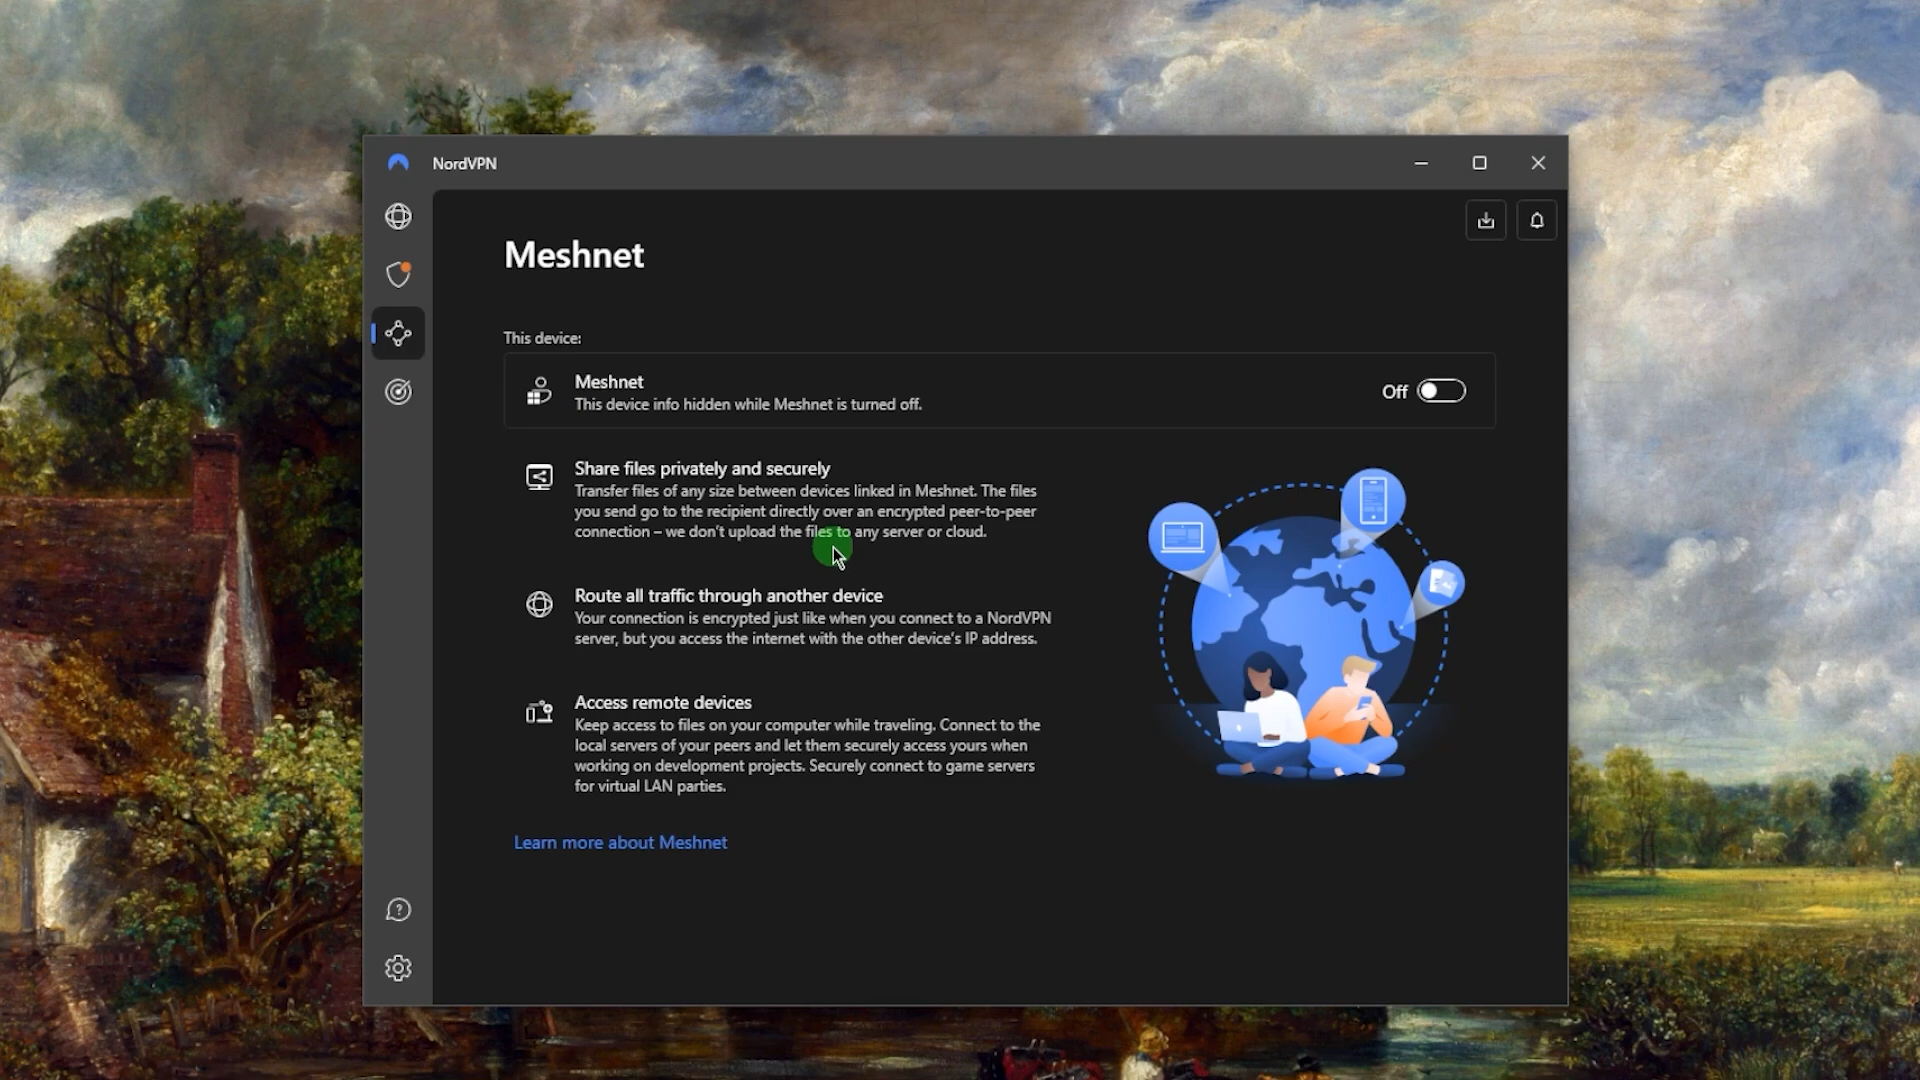 NordVPN
Meshnet
This device:
Meshnet
This device info hidden while Meshnet is turned off.
Off
Share files privately and securely
Transfer files of any size between devices linked in Meshnet. The files
you send go to the recipient directly over an encrypted peer-to-peer
connection – we don't upload the files to any server or cloud.
Route all traffic through another device
Your connection is encrypted just like when you connect to a NordVPN
server, but you access the internet with the other device's IP address.
Access remote devices
Keep access to files on your computer while traveling. Connect to the
local servers of your peers and let them securely access yours when
working on development projects. Securely connect to game servers
for virtual LAN parties.
Learn more about Meshnet